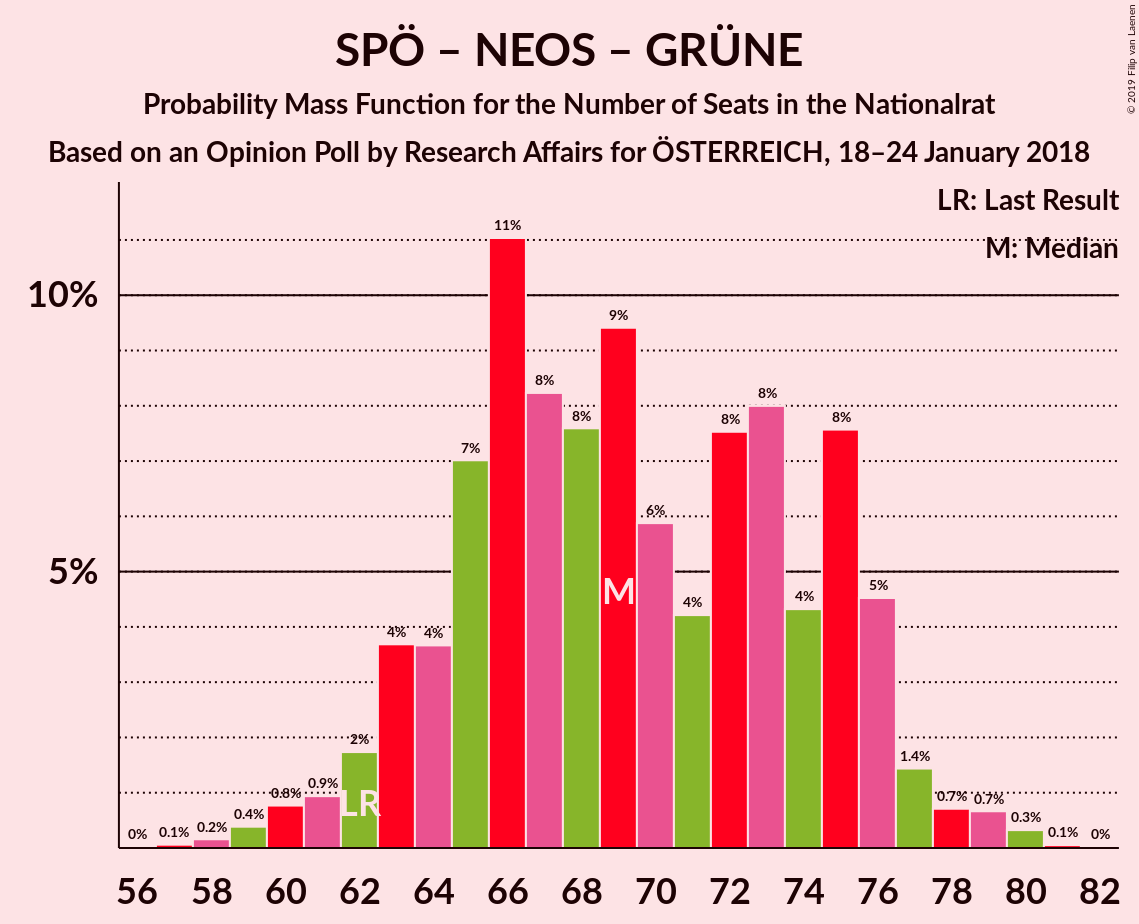 SPÖ – NEOS – GRÜNE
Probability Mass Function for the Number of Seats in the Nationalrat
Based on an Opinion Poll by Research Affairs for ÖSTERREICH, 18–24 January 2018
© 2019 Filip van Laenen
LR: Last Result
M: Median
10%
5%
0% 0.1% 0.2% 0.4% 0.8% 0.9% 2% 4% 4% 7% 11% 8% 8% 9% 6% 4% 8% 8% 4% 8% 5% 1.4% 0.7% 0.7% 0.3% 0.1% 0%
LR
M
56 58 60 62 64 66 68 70 72 74 76 78 80 82